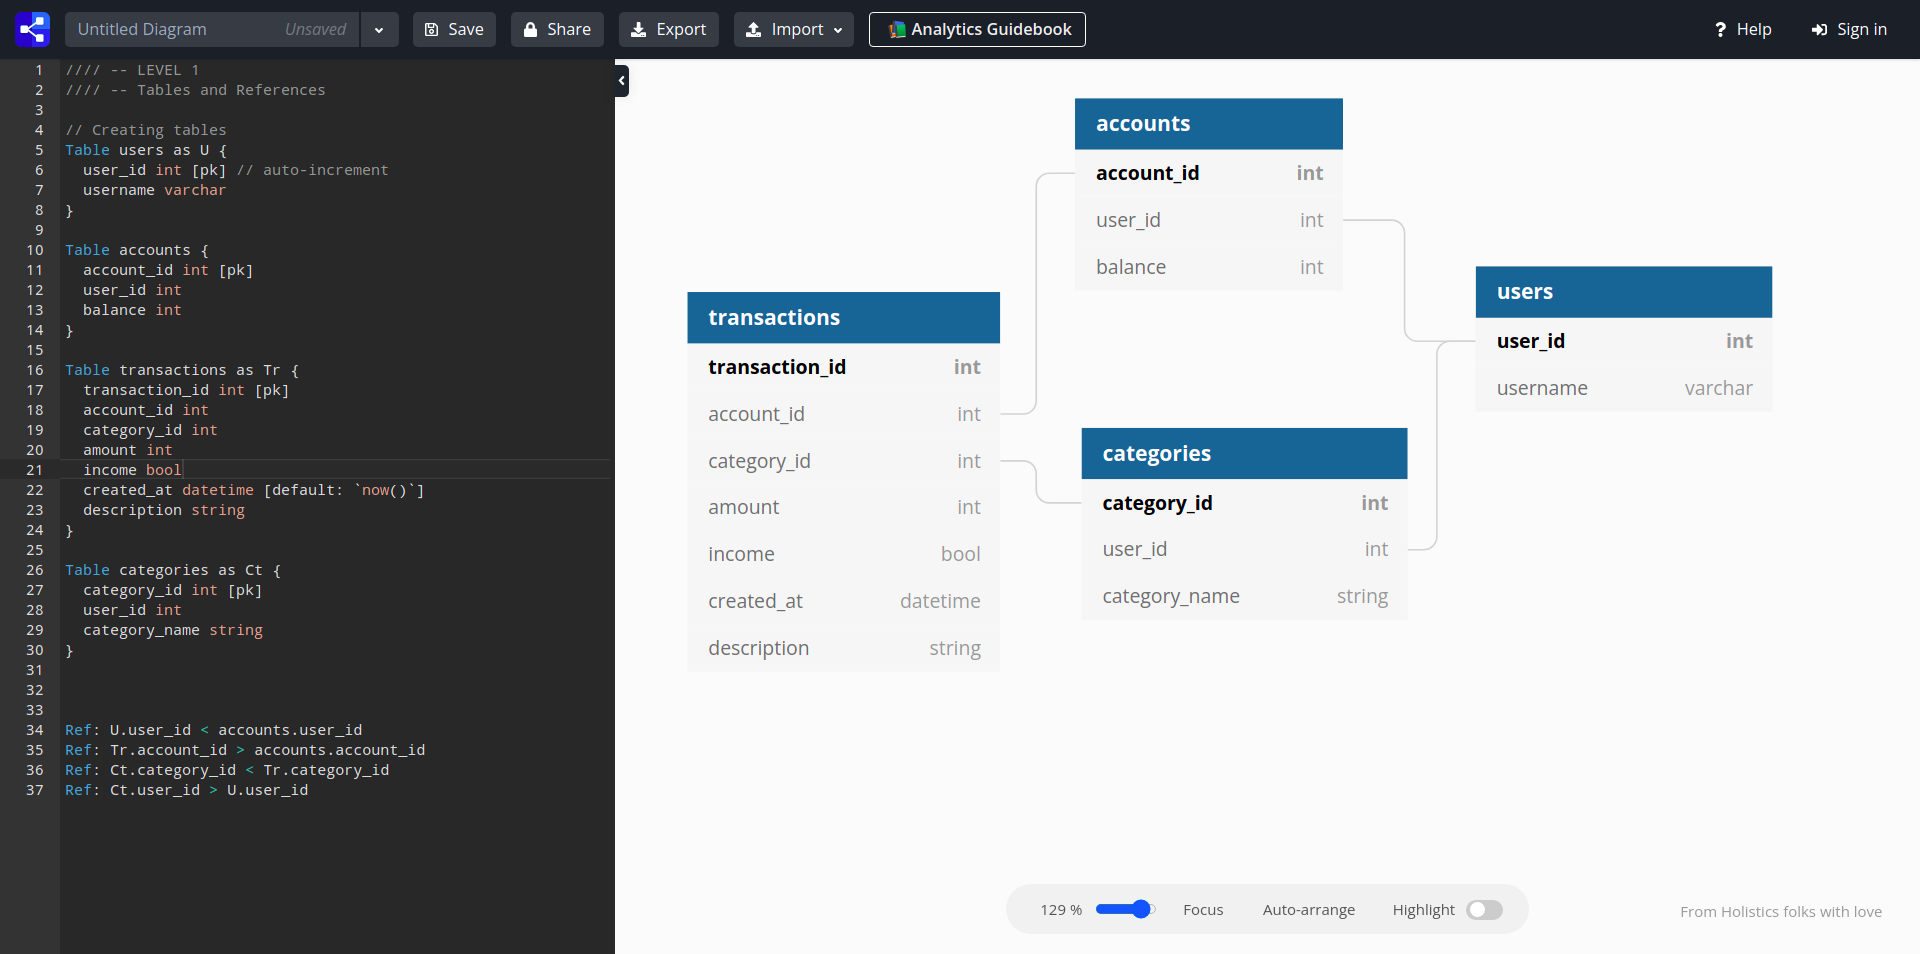 Untitled Diagram Unsaved Save Share Export Import Analytics Guidebook Help Sign in
1 //// -- LEVEL 1
2 //// -- Tables and References
3
4 // Creating tables
5 Table users as U {
6 user_id int [pk] // auto-increment
7 username varchar
8 }
9
10 Table accounts {
11 account_id int [pk]
12 user_id int
13 balance int
14 }
15
16 Table transactions as Tr {
17 transaction_id int [pk]
18 account_id int
19 category_id int
20 amount int
21 income bool
22 created_at datetime [default: `now()`]
23 description string
24 }
25
26 Table categories as Ct {
27 category_id int [pk]
28 user_id int
29 category_name string
30 }
31
32
33
34 Ref: U.user_id < accounts.user_id
35 Ref: Tr.account_id > accounts.account_id
36 Ref: Ct.category_id < Tr.category_id
37 Ref: Ct.user_id > U.user_id
accounts
account_id int
user_id int
balance int
transactions
transaction_id int
account_id int
category_id int
amount int
income bool
created_at datetime
description string
users
user_id int
username varchar
categories
category_id int
user_id int
category_name string
129 % Focus Auto-arrange Highlight
From Holistics folks with love